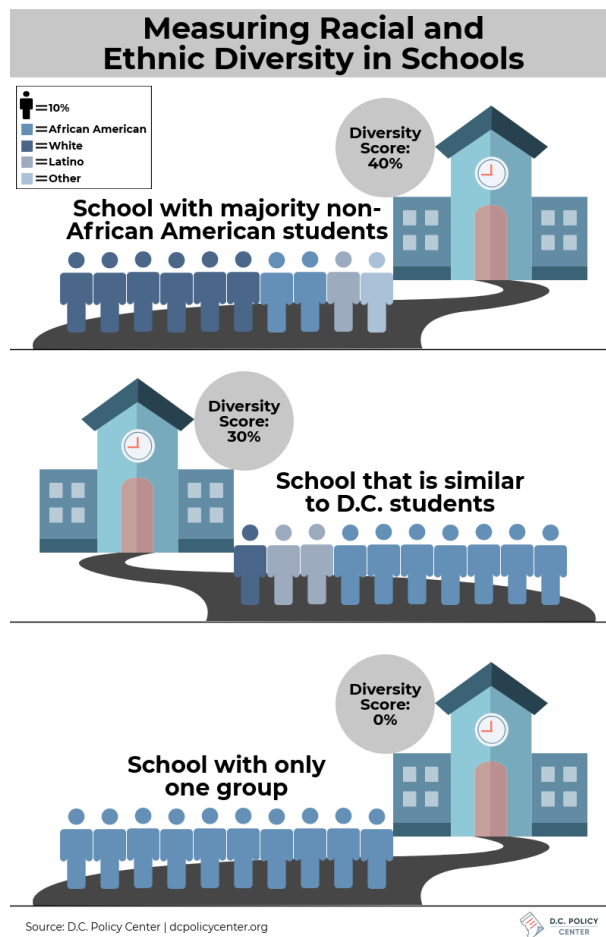 Measuring Racial and
Ethnic Diversity in Schools
=10%
=African American
=White
=Latino
=Other
Diversity
Score:
40%
School with majority non-
African American students
Diversity
Score:
30%
School that is similar
to D.C. students
Diversity
Score:
0%
School with only
one group
Source: D.C. Policy Center | dcpolicycenter.org
D.C. POLICY
CENTER